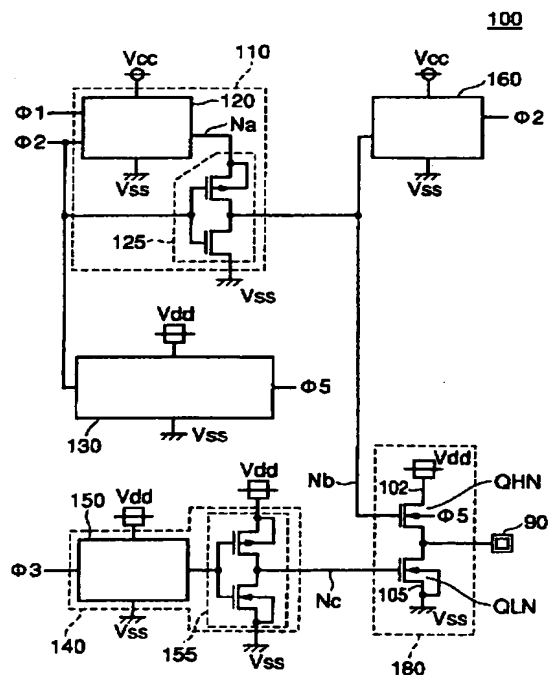 100
Vcc
110
Vcc
Φ1
120
160
Φ2
Na
Φ2
Vss
Vss
125
Vss
Vdd
Φ5
130
Vss
Nb
Vdd
102
QHN
Φ5
90
150
Vdd
Vdd
Φ3
Nc
105
QLN
Vss
140
Vss
155
Vss
180